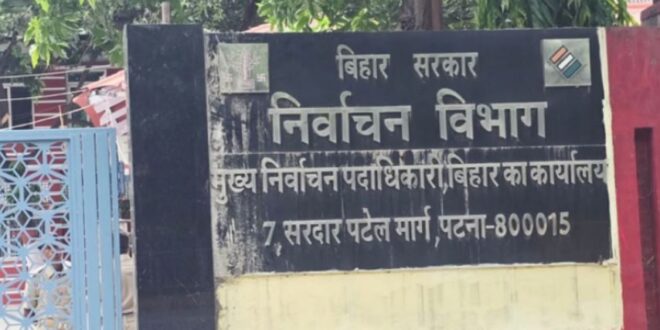 बिहार सरकार
निर्वाचन विभाग
मुख्य निर्वाचन पदाधिकारी,बिहार का कार्यालय
7, सरदार पटेल मार्ग ,पटना-800015